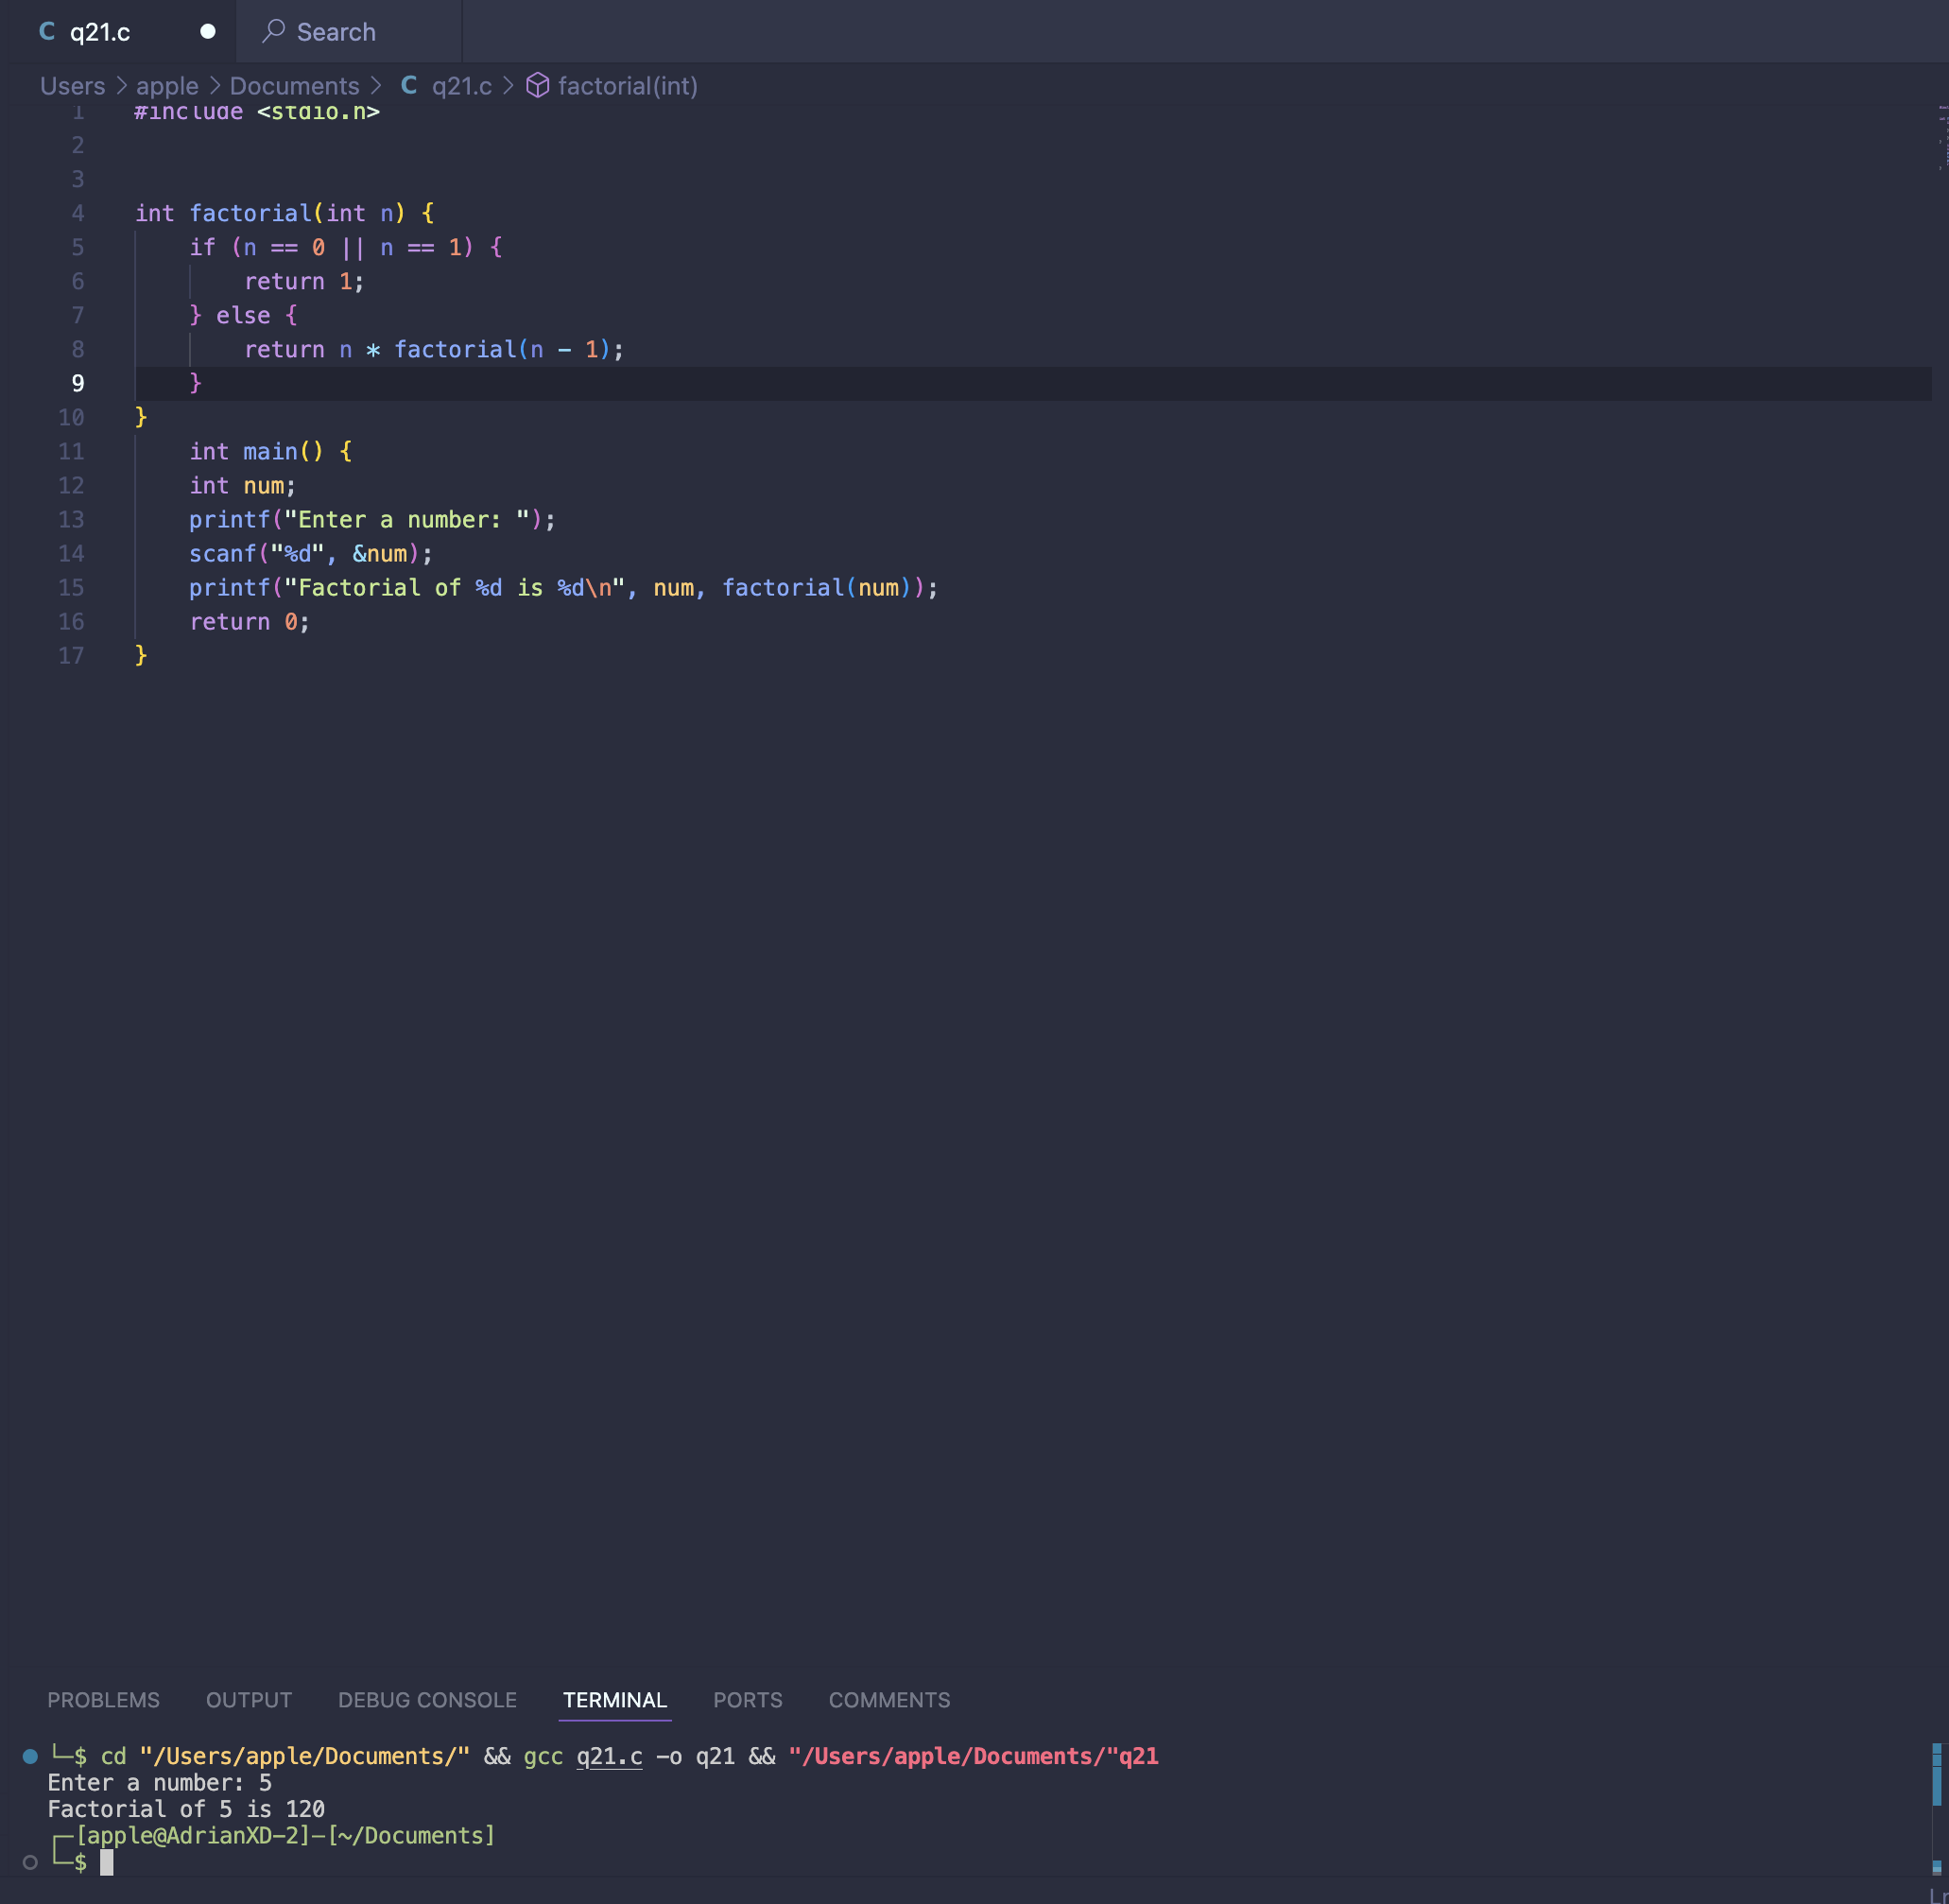 C q21.c ● Search
Users > apple > Documents > C q21.c > factorial(int)
1 #include <stdio.h>
2
3
4 int factorial(int n) {
5     if (n == 0 || n == 1) {
6         return 1;
7     } else {
8         return n * factorial(n - 1);
9     }
10 }
11     int main() {
12     int num;
13     printf("Enter a number: ");
14     scanf("%d", &num);
15     printf("Factorial of %d is %d\n", num, factorial(num));
16     return 0;
17 }
PROBLEMS OUTPUT DEBUG CONSOLE TERMINAL PORTS COMMENTS
└─$ cd "/Users/apple/Documents/" && gcc q21.c -o q21 && "/Users/apple/Documents/"q21
Enter a number: 5
Factorial of 5 is 120
┌─[apple@AdrianXD-2]-[~/Documents]
└─$